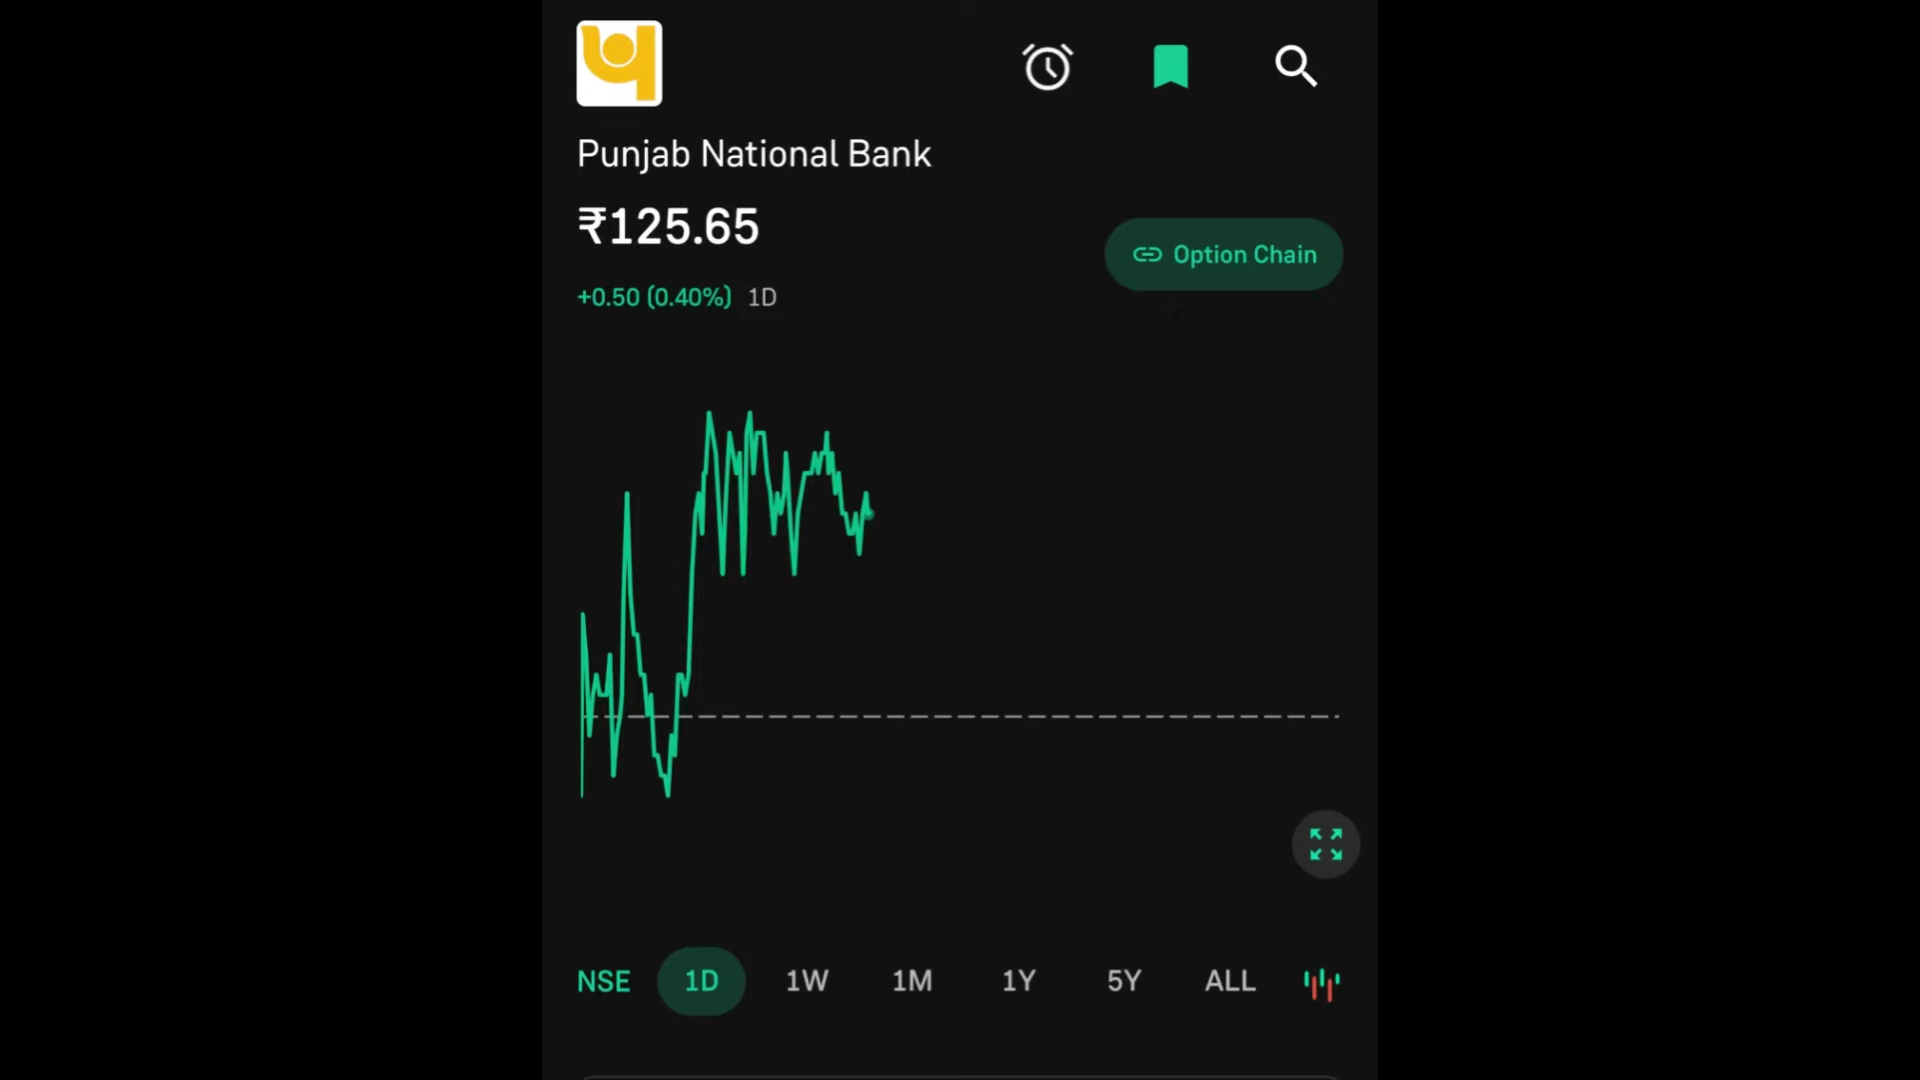 Punjab National Bank
₹125.65
Option Chain
+0.50 (0.40%) 1D
NSE 1D 1W 1M 1Y 5Y ALL